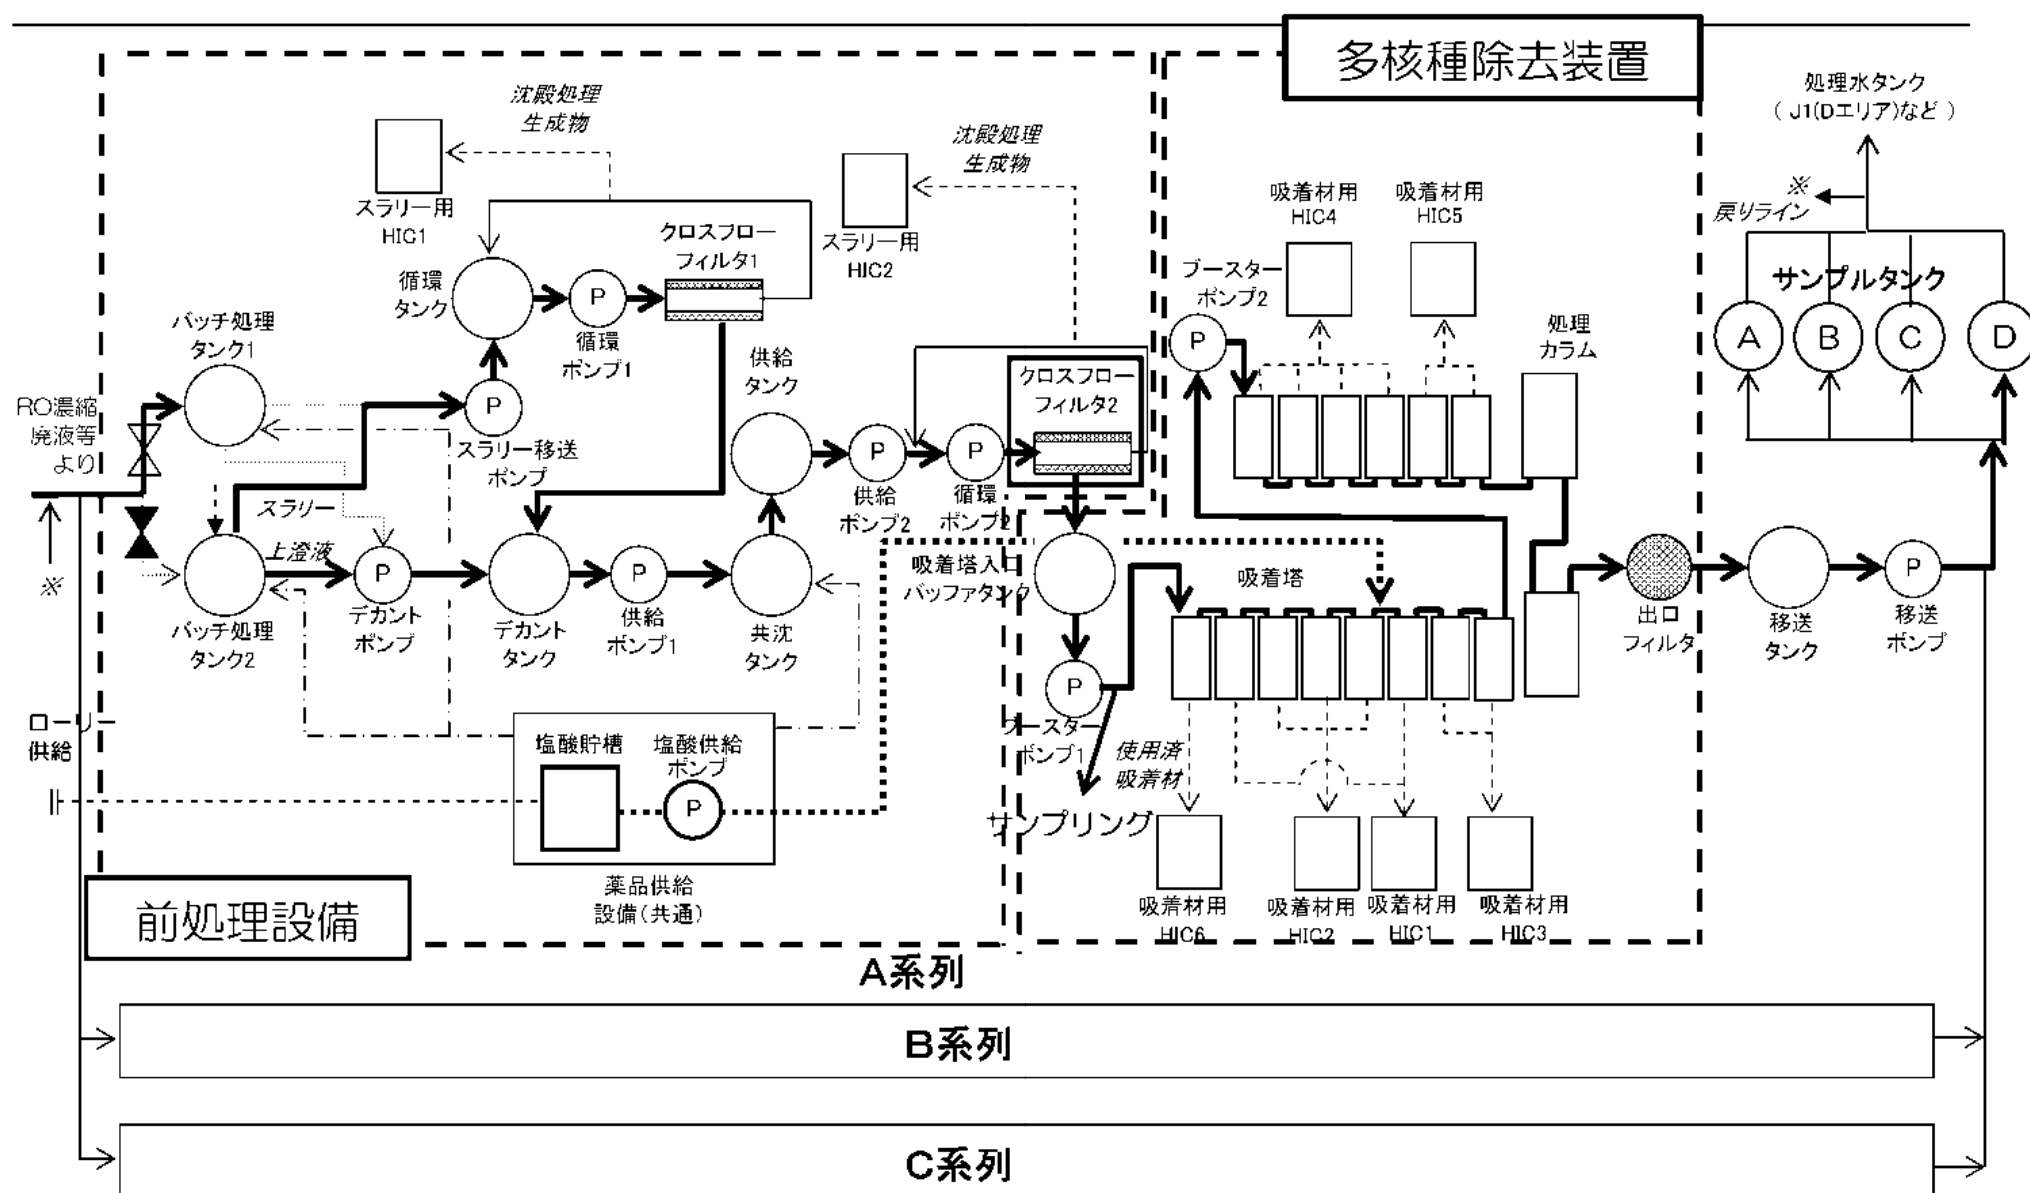 多核種除去装置
処理水タンク
( J1(Dエリア)など )
※
戻りライン
サンプルタンク
A
B
C
D
沈殿処理
生成物
スラリー用
HIC1
沈殿処理
生成物
スラリー用
HIC2
クロスフロー
フィルタ1
循環
タンク
P
循環
ポンプ1
バッチ処理
タンク1
P
スラリー移送
ポンプ
RO濃縮
廃液等
より
※
スラリー
上澄液
バッチ処理
タンク2
P
デカント
ポンプ
デカント
タンク
P
供給
ポンプ1
共沈
タンク
供給
タンク
P
供給
ポンプ2
P
循環
ポンプ2
クロスフロー
フィルタ2
吸着塔入口
バッファタンク
P
ブースター
ポンプ1
サンプリング
使用済
吸着材
吸着材用
HIC4
吸着材用
HIC5
ブースター
ポンプ2
P
処理
カラム
吸着塔
吸着材用
HIC6
吸着材用
HIC2
吸着材用
HIC1
吸着材用
HIC3
出口
フィルタ
移送
タンク
P
移送
ポンプ
ローリー
供給
塩酸貯槽
塩酸供給
ポンプ
P
薬品供給
設備(共通)
前処理設備
A系列
B系列
C系列